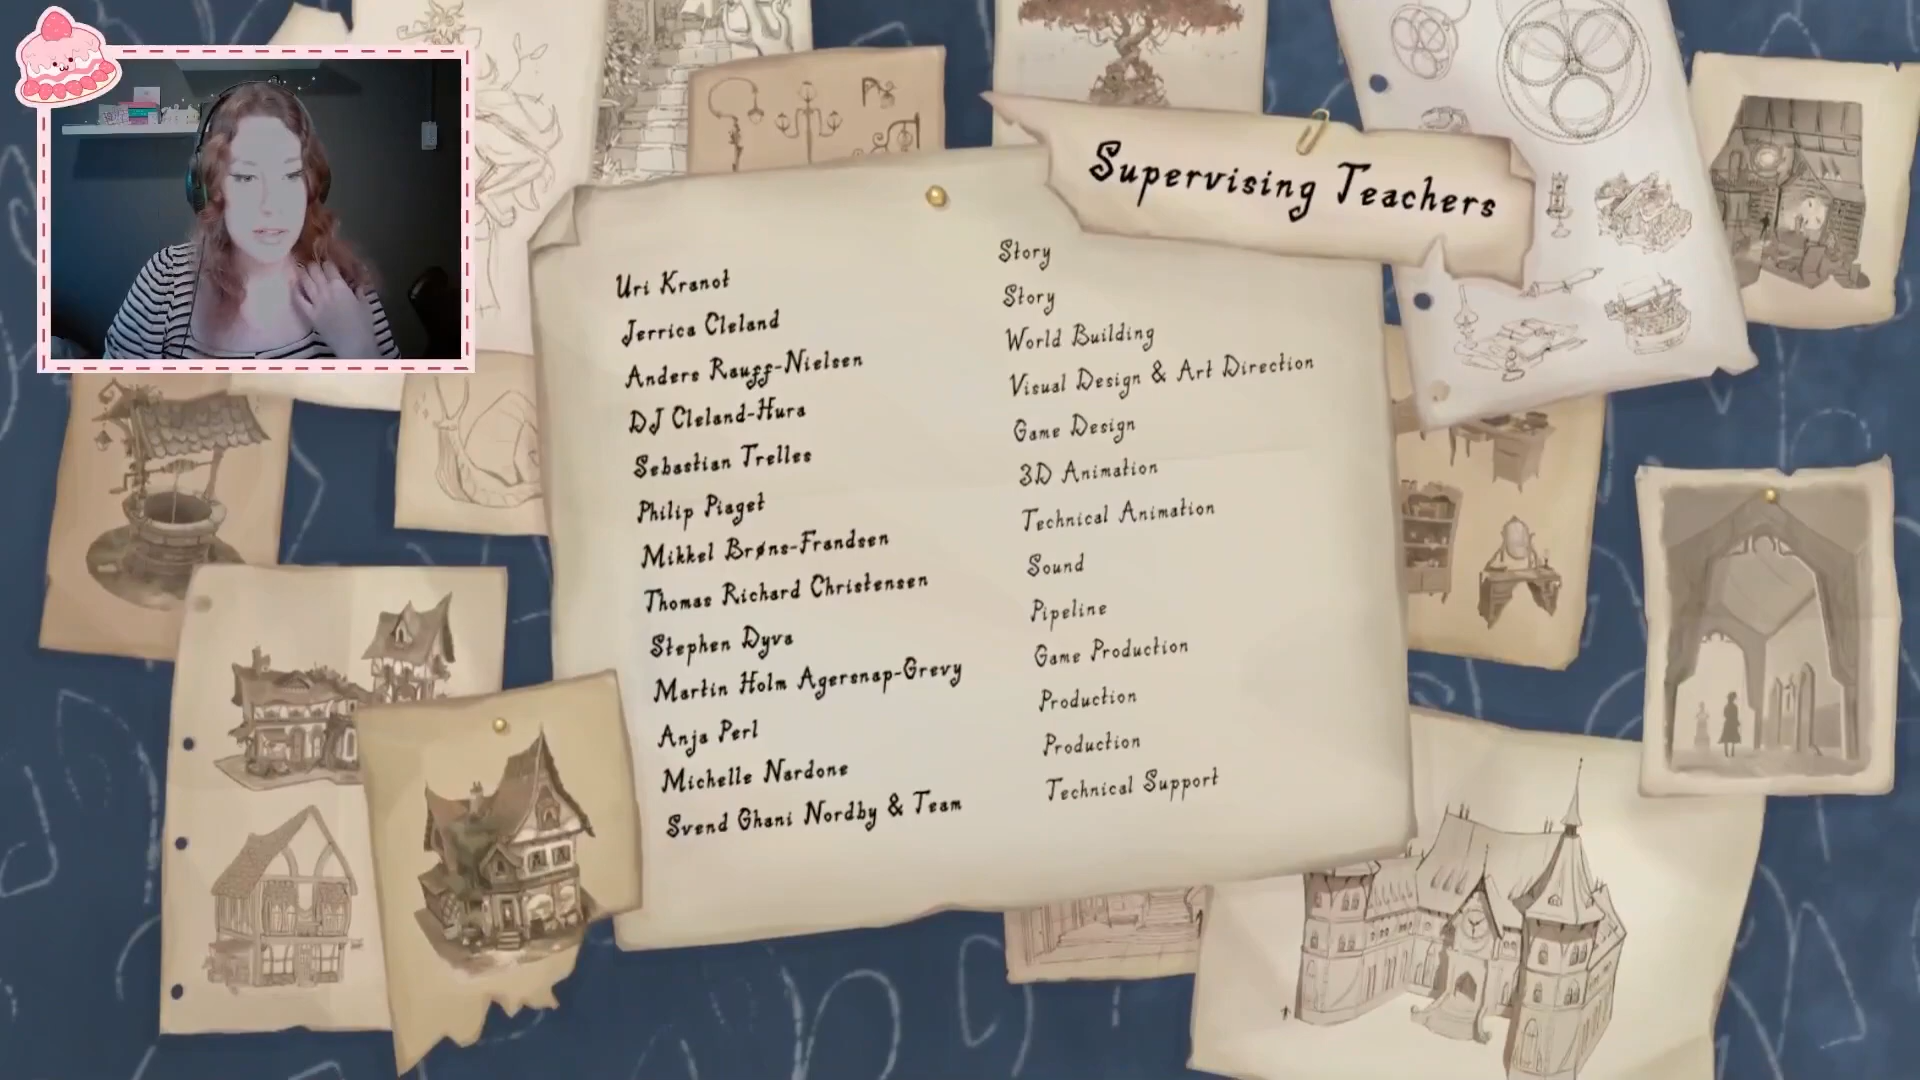 Supervising Teachers
Uri Kranot Story
Jerrica Cleland Story
Anders Raugg-Nielsen World Building
DJ Cleland-Hura Visual Design & Art Direction
Sebastian Trelles Game Design
Philip Piaget 3D Animation
Mikkel Brøns-Frandsen Technical Animation
Thomas Richard Christensen Sound
Stephen Dyva Pipeline
Martin Holm Agersnap-Grevy Game Production
Anja Perl Production
Michelle Nardone Production
Svend Ghani Nordby & Team Technical Support